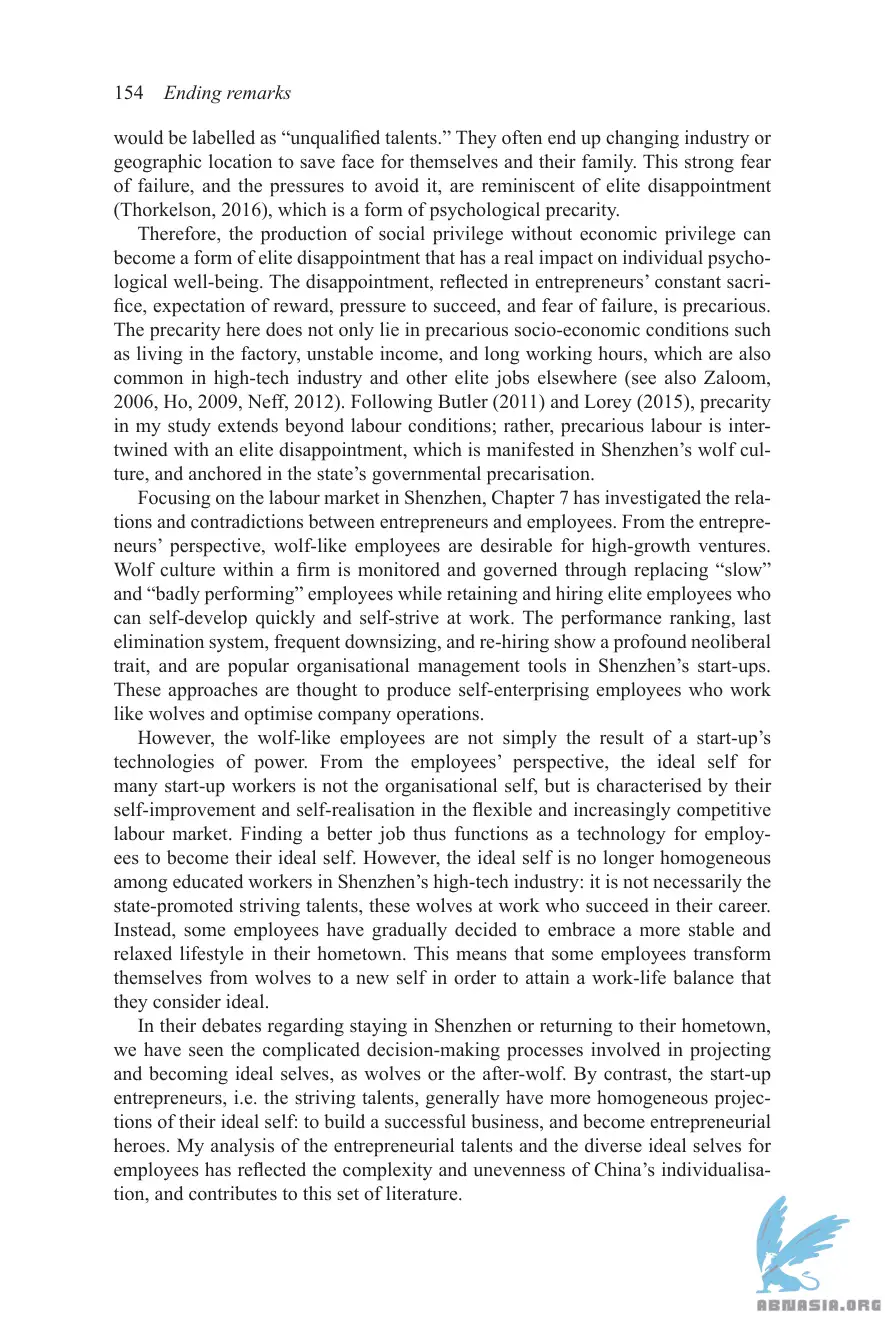 154 Ending remarks
would be labelled as “unqualified talents.” They often end up changing industry or
geographic location to save face for themselves and their family. This strong fear
of failure, and the pressures to avoid it, are reminiscent of elite disappointment
(Thorkelson, 2016), which is a form of psychological precarity.
Therefore, the production of social privilege without economic privilege can
become a form of elite disappointment that has a real impact on individual psycho-
logical well-being. The disappointment, reflected in entrepreneurs’ constant sacri-
fice, expectation of reward, pressure to succeed, and fear of failure, is precarious.
The precarity here does not only lie in precarious socio-economic conditions such
as living in the factory, unstable income, and long working hours, which are also
common in high-tech industry and other elite jobs elsewhere (see also Zaloom,
2006, Ho, 2009, Neff, 2012). Following Butler (2011) and Lorey (2015), precarity
in my study extends beyond labour conditions; rather, precarious labour is inter-
twined with an elite disappointment, which is manifested in Shenzhen’s wolf cul-
ture, and anchored in the state’s governmental precarisation.
Focusing on the labour market in Shenzhen, Chapter 7 has investigated the rela-
tions and contradictions between entrepreneurs and employees. From the entrepre-
neurs’ perspective, wolf-like employees are desirable for high-growth ventures.
Wolf culture within a firm is monitored and governed through replacing “slow”
and “badly performing” employees while retaining and hiring elite employees who
can self-develop quickly and self-strive at work. The performance ranking, last
elimination system, frequent downsizing, and re-hiring show a profound neoliberal
trait, and are popular organisational management tools in Shenzhen’s start-ups.
These approaches are thought to produce self-enterprising employees who work
like wolves and optimise company operations.
However, the wolf-like employees are not simply the result of a start-up’s
technologies of power. From the employees’ perspective, the ideal self for
many start-up workers is not the organisational self, but is characterised by their
self-improvement and self-realisation in the flexible and increasingly competitive
labour market. Finding a better job thus functions as a technology for employ-
ees to become their ideal self. However, the ideal self is no longer homogeneous
among educated workers in Shenzhen’s high-tech industry: it is not necessarily the
state-promoted striving talents, these wolves at work who succeed in their career.
Instead, some employees have gradually decided to embrace a more stable and
relaxed lifestyle in their hometown. This means that some employees transform
themselves from wolves to a new self in order to attain a work-life balance that
they consider ideal.
In their debates regarding staying in Shenzhen or returning to their hometown,
we have seen the complicated decision-making processes involved in projecting
and becoming ideal selves, as wolves or the after-wolf. By contrast, the start-up
entrepreneurs, i.e. the striving talents, generally have more homogeneous projec-
tions of their ideal self: to build a successful business, and become entrepreneurial
heroes. My analysis of the entrepreneurial talents and the diverse ideal selves for
employees has reflected the complexity and unevenness of China’s individualisa-
tion, and contributes to this set of literature.
ABNASIA.ORG